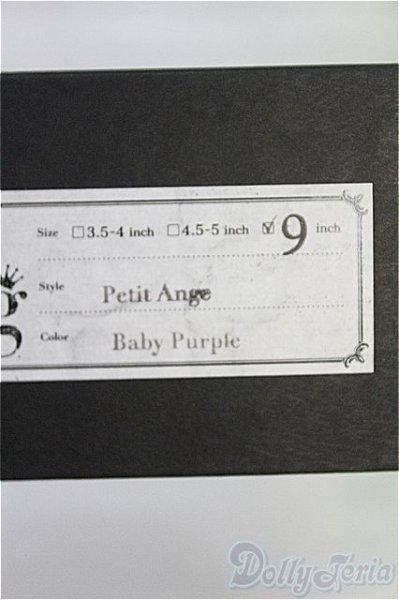 Size ☐3.5-4 inch ☐4.5-5 inch ☑9 inch
Style Petit Ange
Color Baby Purple
DollyTeria